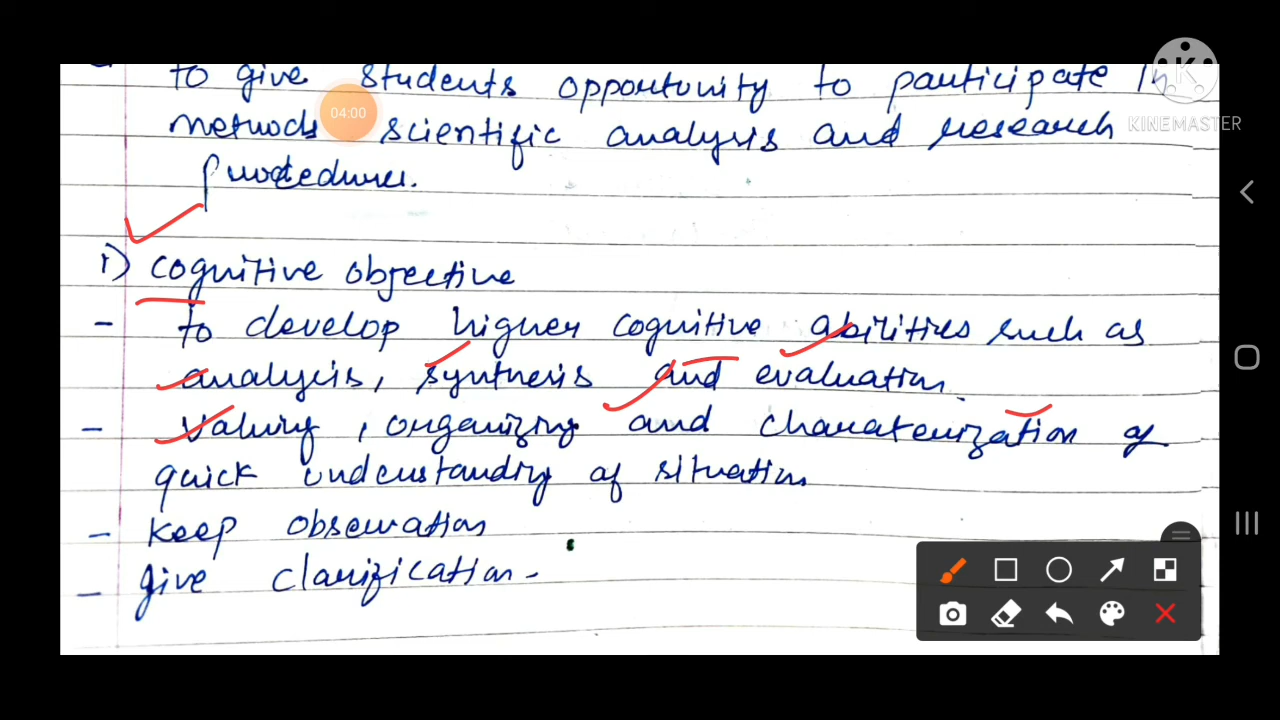 to give students opportunity to participate in
04:00
KINEMASTER
methods scientific analysis and research
procedures.
i) cognitive objective
- to develop higher cognitive abilities such as
analysis, synthesis and evaluation.
- valuing, organizing and charaterization of
quick understanding of situation
- keep observation
- give clarification -